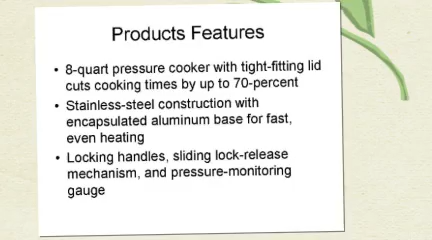 Products Features
• 8-quart pressure cooker with tight-fitting lid
cuts cooking times by up to 70-percent
• Stainless-steel construction with
encapsulated aluminum base for fast,
even heating
• Locking handles, sliding lock-release
mechanism, and pressure-monitoring
gauge